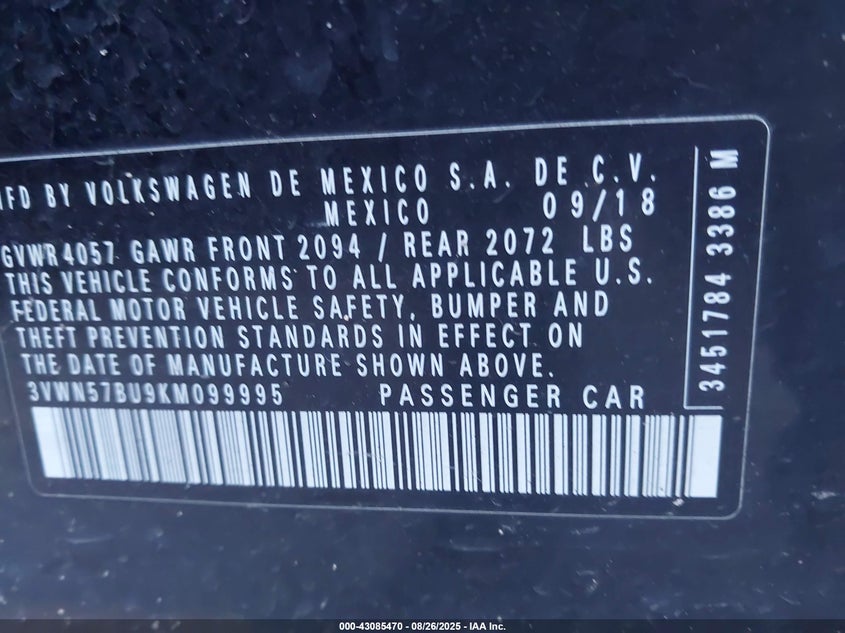 MFD BY VOLKSWAGEN DE MEXICO S.A. DE C.V.
MEXICO 09/18
GVWR 4057 GAWR FRONT 2094 / REAR 2072 LBS
THIS VEHICLE CONFORMS TO ALL APPLICABLE U.S.
FEDERAL MOTOR VEHICLE SAFETY, BUMPER AND
THEFT PREVENTION STANDARDS IN EFFECT ON
THE DATE OF MANUFACTURE SHOWN ABOVE.
3VWN57BU9KM099995 PASSENGER CAR
3451784 3386 M
000-43085470 - 08/26/2025 - IAA Inc.